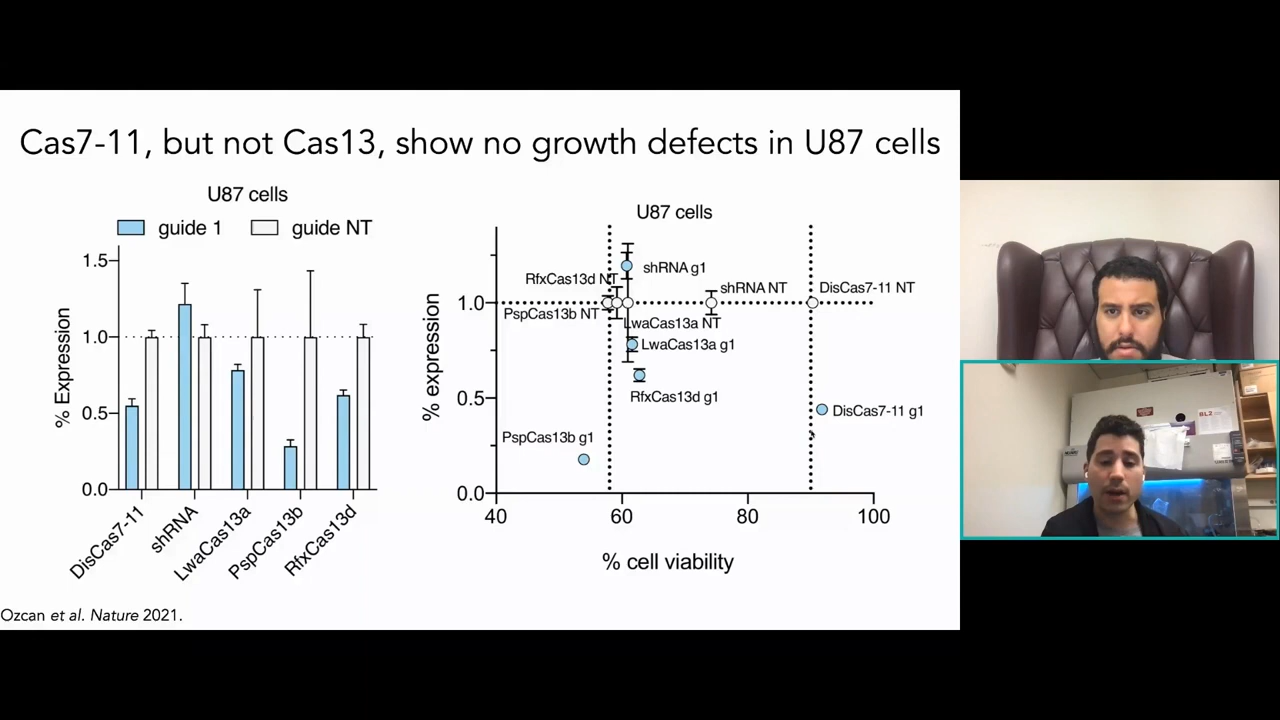 Cas7-11, but not Cas13, show no growth defects in U87 cells
U87 cells
guide 1
guide NT
% Expression
1.5
1.0
0.5
0.0
DisCas7-11
shRNA
LwaCas13a
PspCas13b
RfxCas13d
U87 cells
% expression
1.0
0.5
0.0
RfxCas13d NT
shRNA g1
shRNA NT
DisCas7-11 NT
PspCas13b NT
LwaCas13a NT
LwaCas13a g1
RfxCas13d g1
DisCas7-11 g1
PspCas13b g1
40
60
80
100
% cell viability
Ozcan et al. Nature 2021.
BL2